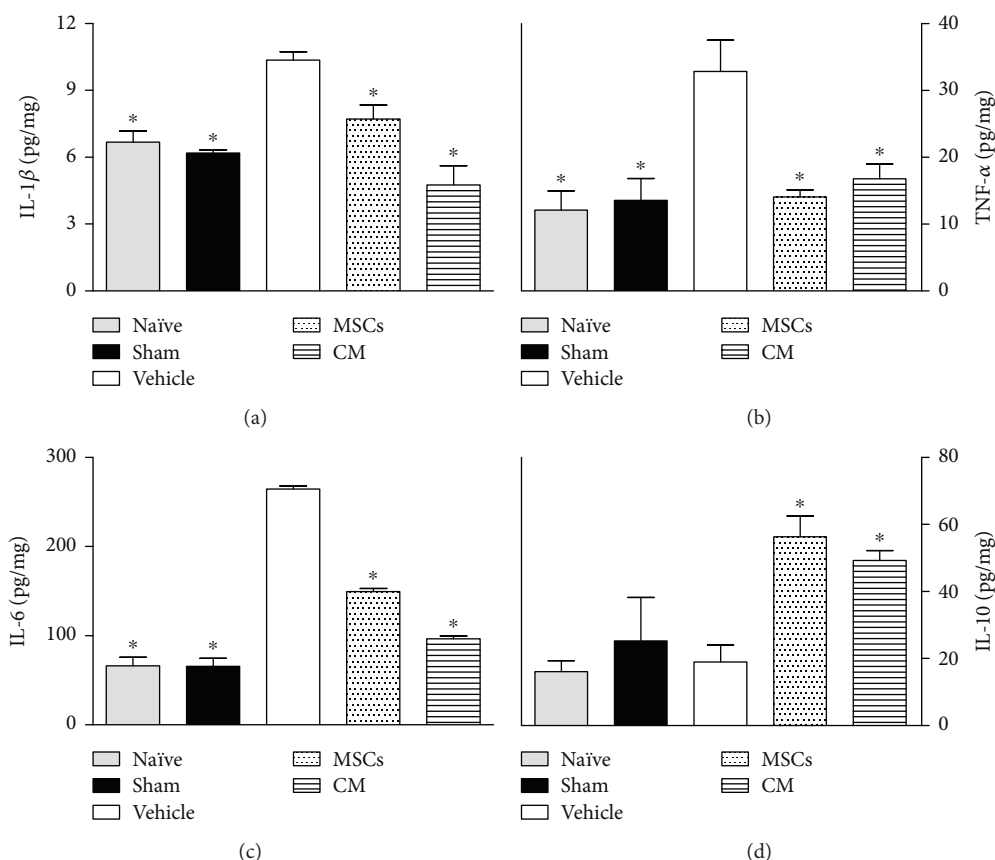 12
9
6
3
0
IL-1β (pg/mg)
*
*
*
*
Naïve
Sham
Vehicle
MSCs
CM
(a)
40
30
20
10
0
TNF-α (pg/mg)
*
*
*
*
Naïve
Sham
Vehicle
MSCs
CM
(b)
300
200
100
0
IL-6 (pg/mg)
*
*
*
*
Naïve
Sham
Vehicle
MSCs
CM
(c)
80
60
40
20
0
IL-10 (pg/mg)
*
*
Naïve
Sham
Vehicle
MSCs
CM
(d)